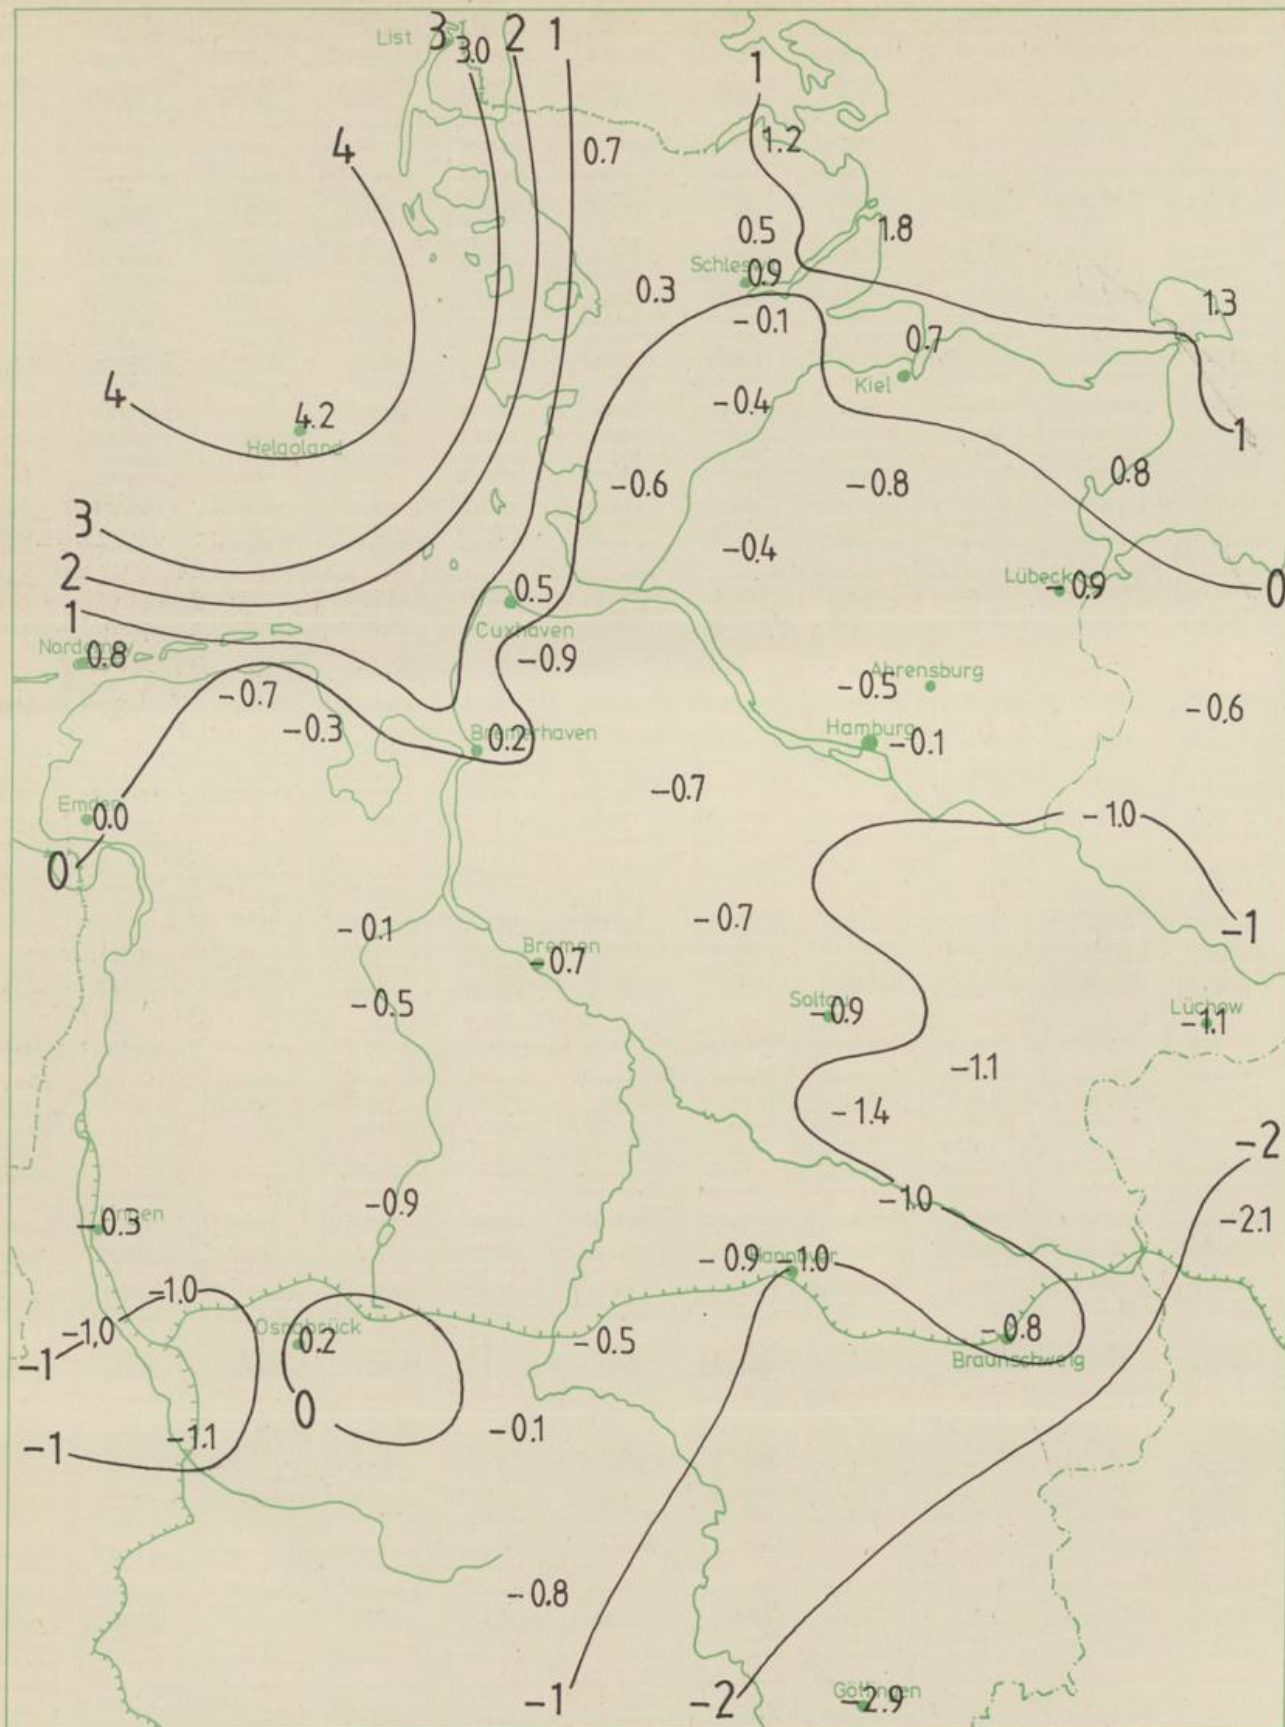 List 3 3.0 2 1
1
4 0.7 1.2
0.5 1.8
Schlesw 0.9
0.3 1.3
-0.1 0.7
Kiel
4 4.2 -0.4
Helgoland 1
0.8
-0.6 -0.8
3
-0.4
2 Lübeck -0.9 0
0.5
1 Cuxhaven
Norderney 0.8 -0.9
Ahrensburg
-0.7 -0.5
-0.6
-0.3 Bremerhaven 0.2 Hamburg -0.1
-0.7
Emden 0.0 -1.0
0
-0.1 -0.7 -1
Bremen
-0.7
-0.5 Soltau -0.9 Lüchow
-1.1
-1.1
-1.4
-2
-0.9 -1.0
Lingen -0.3 -2.1
-0.9 Hannover -1.0
-1.0
-1.0 Osnabrück 0.2 -0.5 -0.8
-1 Braunschweig
0
-1.1 -0.1
-1
-0.8
-1 -2 Göttingen
-2.9